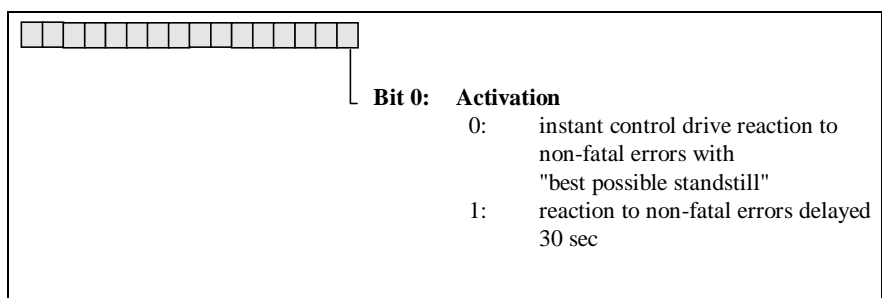 Bit 0: Activation
0: instant control drive reaction to
non-fatal errors with
"best possible standstill"
1: reaction to non-fatal errors delayed
30 sec